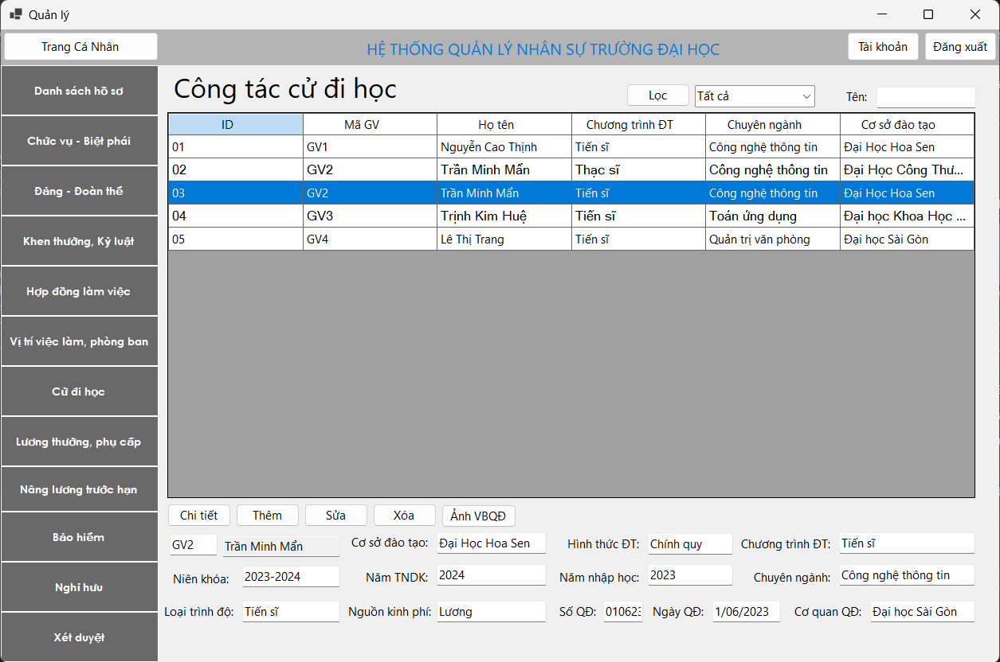 Quản lý
Trang Cá Nhân
HỆ THỐNG QUẢN LÝ NHÂN SỰ TRƯỜNG ĐẠI HỌC
Tài khoản
Đăng xuất
Danh sách hồ sơ
Chức vụ - Biệt phái
Đảng - Đoàn thể
Khen thưởng, Kỷ luật
Hợp đồng làm việc
Vị trí việc làm, phòng ban
Cử đi học
Lương thưởng, phụ cấp
Nâng lương trước hạn
Bảo hiểm
Nghỉ hưu
Xét duyệt
Công tác cử đi học
Lọc
Tất cả
Tên:
ID Mã GV Họ tên Chương trình ĐT Chuyên ngành Cơ sở đào tạo
01 GV1 Nguyễn Cao Thịnh Tiến sĩ Công nghệ thông tin Đại Học Hoa Sen
02 GV2 Trần Minh Mẩn Thạc sĩ Công nghệ thông tin Đại Học Công Thư...
03 GV2 Trần Minh Mẩn Tiến sĩ Công nghệ thông tin Đại Học Hoa Sen
04 GV3 Trịnh Kim Huệ Tiến sĩ Toán ứng dụng Đại học Khoa Học ...
05 GV4 Lê Thị Trang Tiến sĩ Quản trị văn phòng Đại học Sài Gòn
Chi tiết Thêm Sửa Xóa Ảnh VBQĐ
GV2 Trần Minh Mẩn Cơ sở đào tạo: Đại Học Hoa Sen Hình thức ĐT: Chính quy Chương trình ĐT: Tiến sĩ
Niên khóa: 2023-2024 Năm TNDK: 2024 Năm nhập học: 2023 Chuyên ngành: Công nghệ thông tin
Loại trình độ: Tiến sĩ Nguồn kinh phí: Lương Số QĐ: 010623 Ngày QĐ: 1/06/2023 Cơ quan QĐ: Đại học Sài Gòn